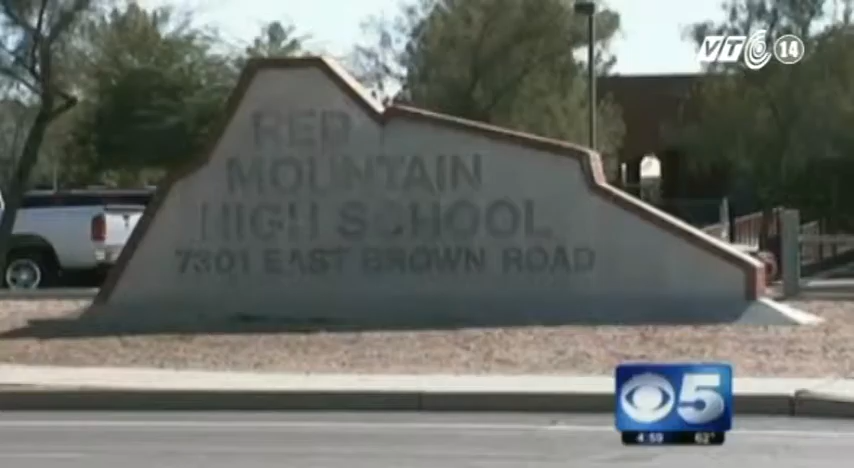 VTC 14
RED
MOUNTAIN
HIGH SCHOOL
7301 EAST BROWN ROAD
5
4:59 62°